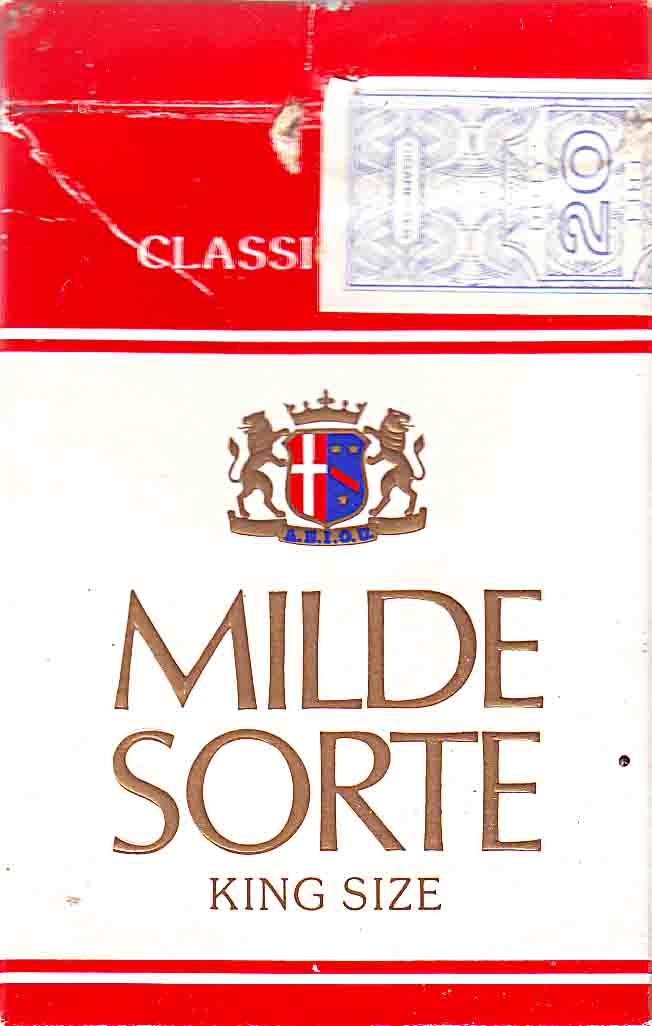 20
CLASSI
A.E.I.O.U.
MILDE
SORTE
KING SIZE